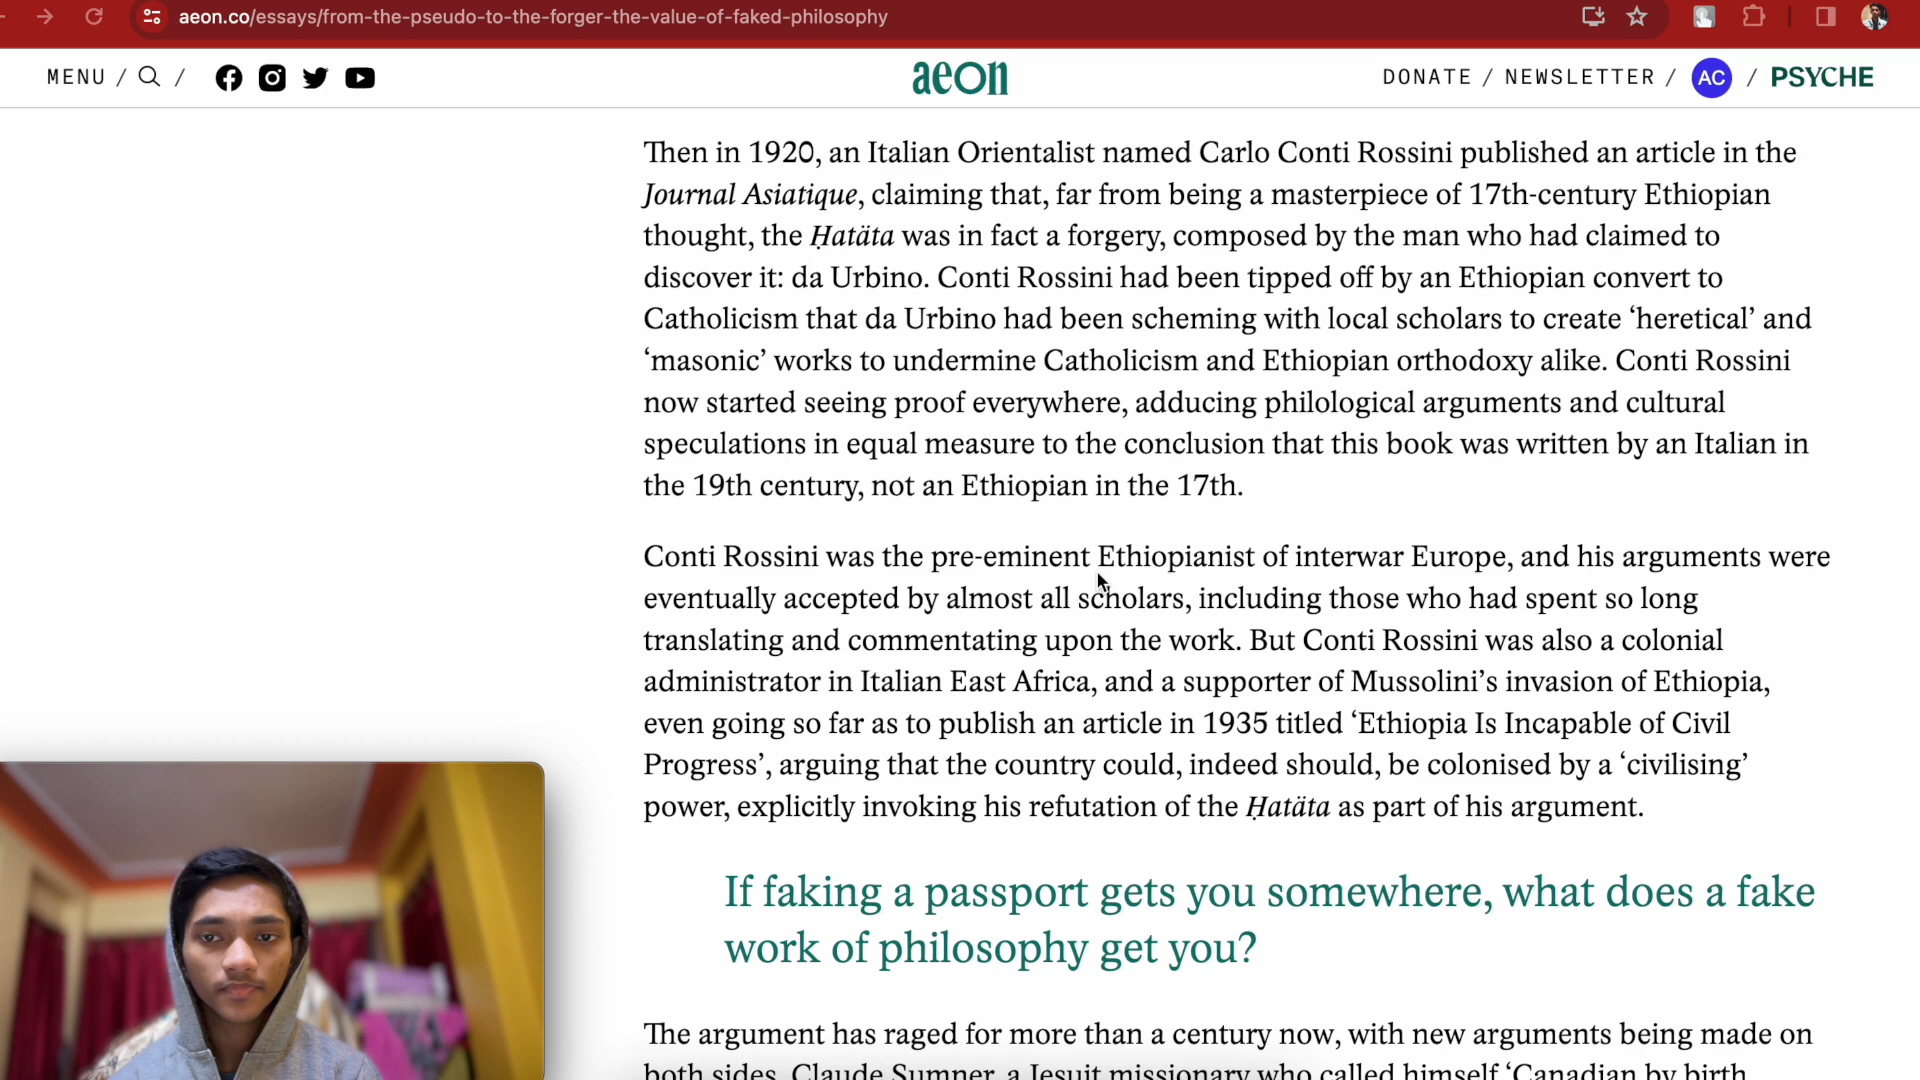 aeon.co/essays/from-the-pseudo-to-the-forger-the-value-of-faked-philosophy
MENU / /
aeon
DONATE / NEWSLETTER / AC / PSYCHE
Then in 1920, an Italian Orientalist named Carlo Conti Rossini published an article in the
Journal Asiatique, claiming that, far from being a masterpiece of 17th-century Ethiopian
thought, the Ḥatäta was in fact a forgery, composed by the man who had claimed to
discover it: da Urbino. Conti Rossini had been tipped off by an Ethiopian convert to
Catholicism that da Urbino had been scheming with local scholars to create ‘heretical’ and
‘masonic’ works to undermine Catholicism and Ethiopian orthodoxy alike. Conti Rossini
now started seeing proof everywhere, adducing philological arguments and cultural
speculations in equal measure to the conclusion that this book was written by an Italian in
the 19th century, not an Ethiopian in the 17th.
Conti Rossini was the pre-eminent Ethiopianist of interwar Europe, and his arguments were
eventually accepted by almost all scholars, including those who had spent so long
translating and commentating upon the work. But Conti Rossini was also a colonial
administrator in Italian East Africa, and a supporter of Mussolini’s invasion of Ethiopia,
even going so far as to publish an article in 1935 titled ‘Ethiopia Is Incapable of Civil
Progress’, arguing that the country could, indeed should, be colonised by a ‘civilising’
power, explicitly invoking his refutation of the Ḥatäta as part of his argument.
If faking a passport gets you somewhere, what does a fake
work of philosophy get you?
The argument has raged for more than a century now, with new arguments being made on
both sides. Claude Sumner, a Jesuit missionary who called himself ‘Canadian by birth